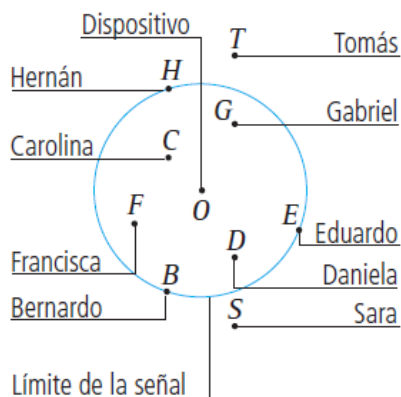 Dispositivo
T
Tomás
Hernán
H
G
Gabriel
Carolina
C
F
O
E
Eduardo
D
Francisca
B
Daniela
Bernardo
S
Sara
Límite de la señal